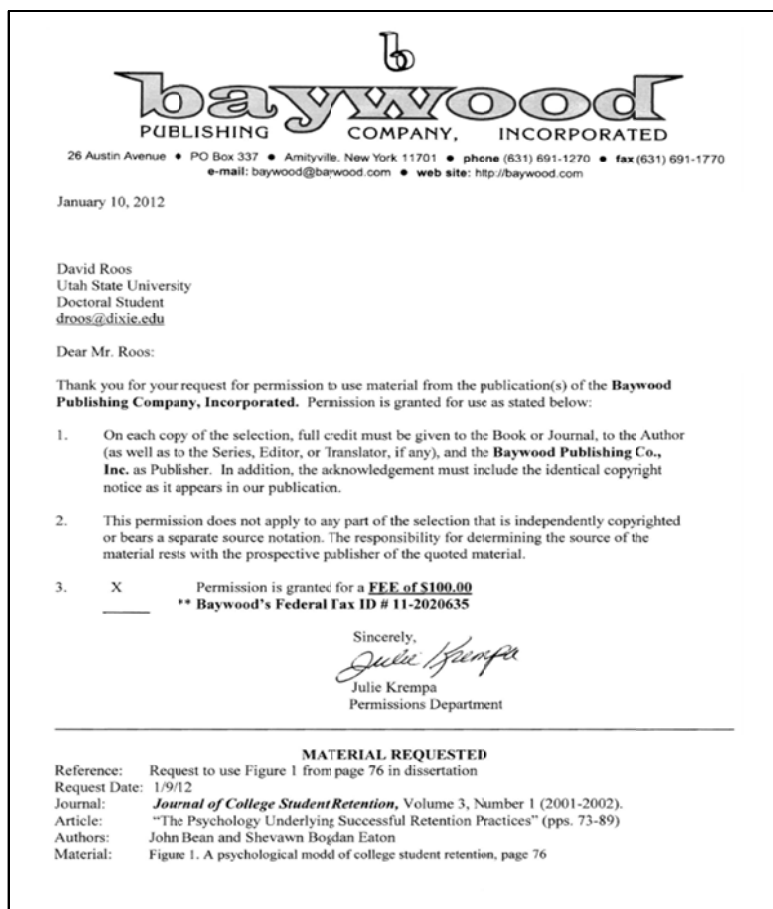 b
baywood
PUBLISHING COMPANY, INCORPORATED
26 Austin Avenue ♦ PO Box 337 ● Amityville. New York 11701 ● phone (631) 691-1270 ● fax (631) 691-1770
e-mail: baywood@baywood.com ● web site: http://baywood.com
January 10, 2012
David Roos
Utah State University
Doctoral Student
droos@dixie.edu
Dear Mr. Roos:
Thank you for your request for permission to use material from the publication(s) of the Baywood
Publishing Company, Incorporated. Permission is granted for use as stated below:
1. On each copy of the selection, full credit must be given to the Book or Journal, to the Author
(as well as to the Series, Editor, or Translator, if any), and the Baywood Publishing Co.,
Inc. as Publisher. In addition, the acknowledgement must include the identical copyright
notice as it appears in our publication.
2. This permission does not apply to any part of the selection that is independently copyrighted
or bears a separate source notation. The responsibility for determining the source of the
material rests with the prospective publisher of the quoted material.
3. X Permission is granted for a FEE of $100.00
** Baywood's Federal Tax ID # 11-2020635
Sincerely,
Julie Krempa
Julie Krempa
Permissions Department
MATERIAL REQUESTED
Reference: Request to use Figure 1 from page 76 in dissertation
Request Date: 1/9/12
Journal: Journal of College Student Retention, Volume 3, Number 1 (2001-2002).
Article: "The Psychology Underlying Successful Retention Practices" (pps. 73-89)
Authors: John Bean and Shevawn Bogdan Eaton
Material: Figure 1. A psychological model of college student retention, page 76